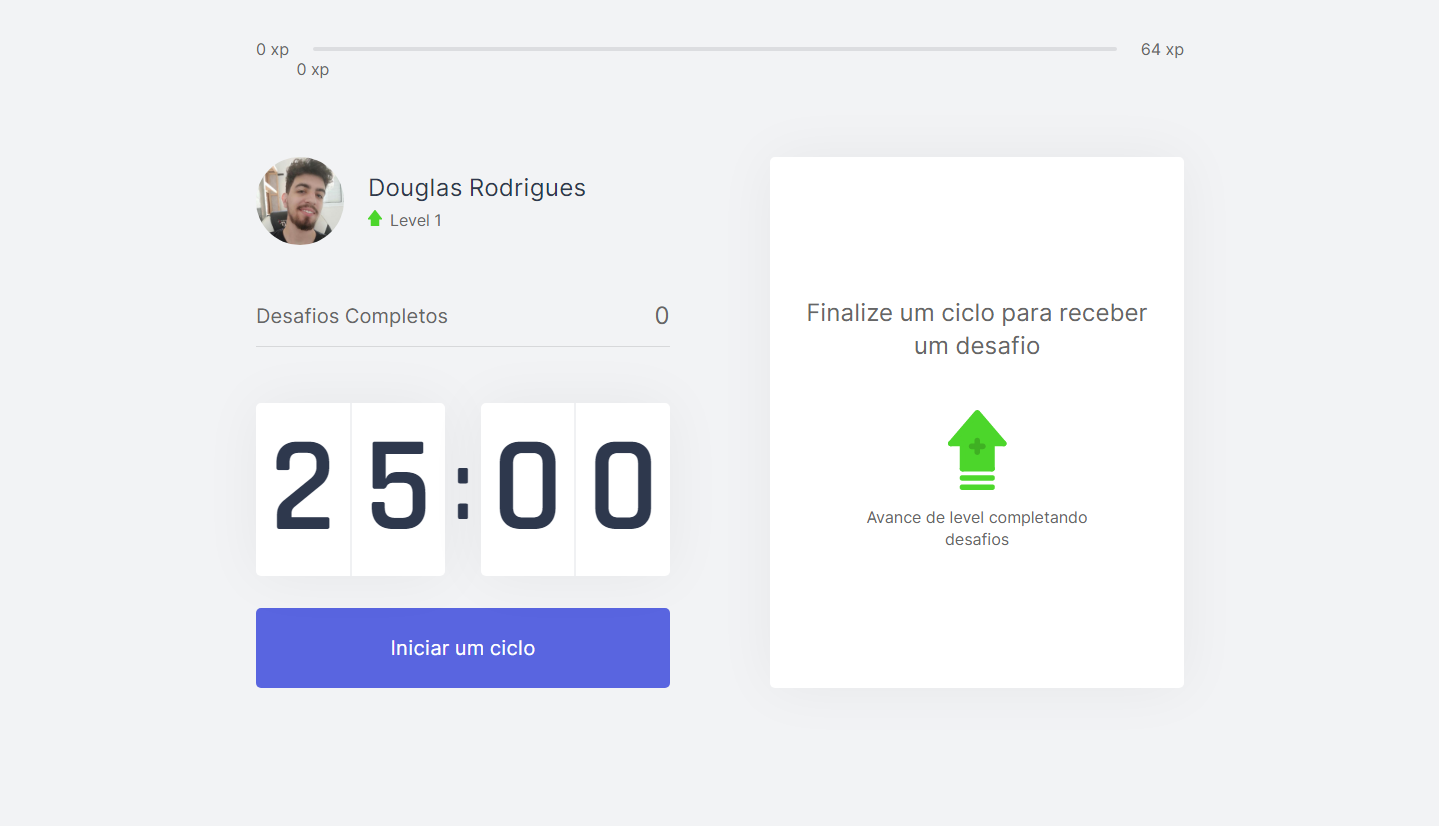 0 xp
64 xp
0 xp
Douglas Rodrigues
Level 1
Desafios Completos 0
25:00
Iniciar um ciclo
Finalize um ciclo para receber
um desafio
Avance de level completando
desafios